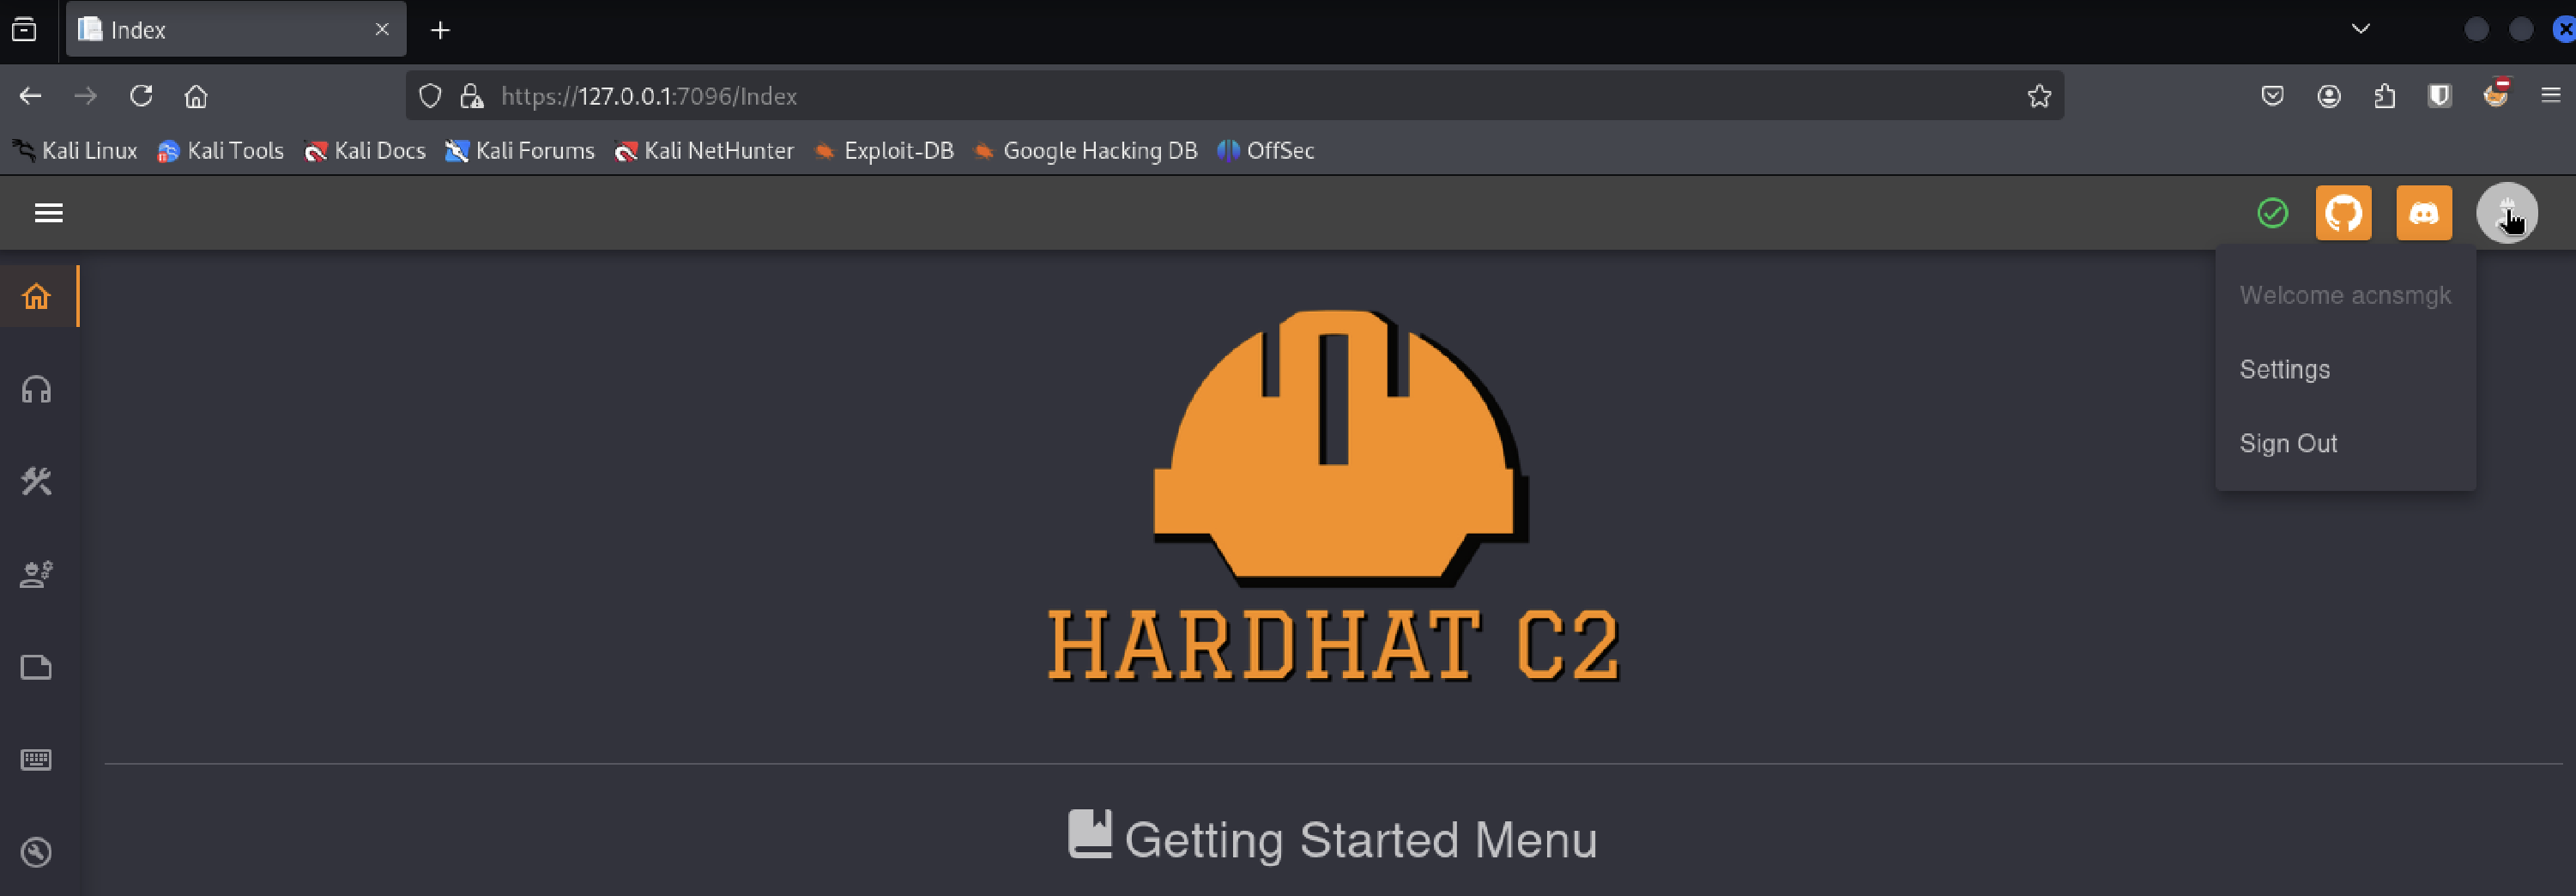 Index
https://127.0.0.1:7096/Index
Kali Linux Kali Tools Kali Docs Kali Forums Kali NetHunter Exploit-DB Google Hacking DB OffSec
Welcome acnsmgk
Settings
Sign Out
HARDHAT C2
Getting Started Menu